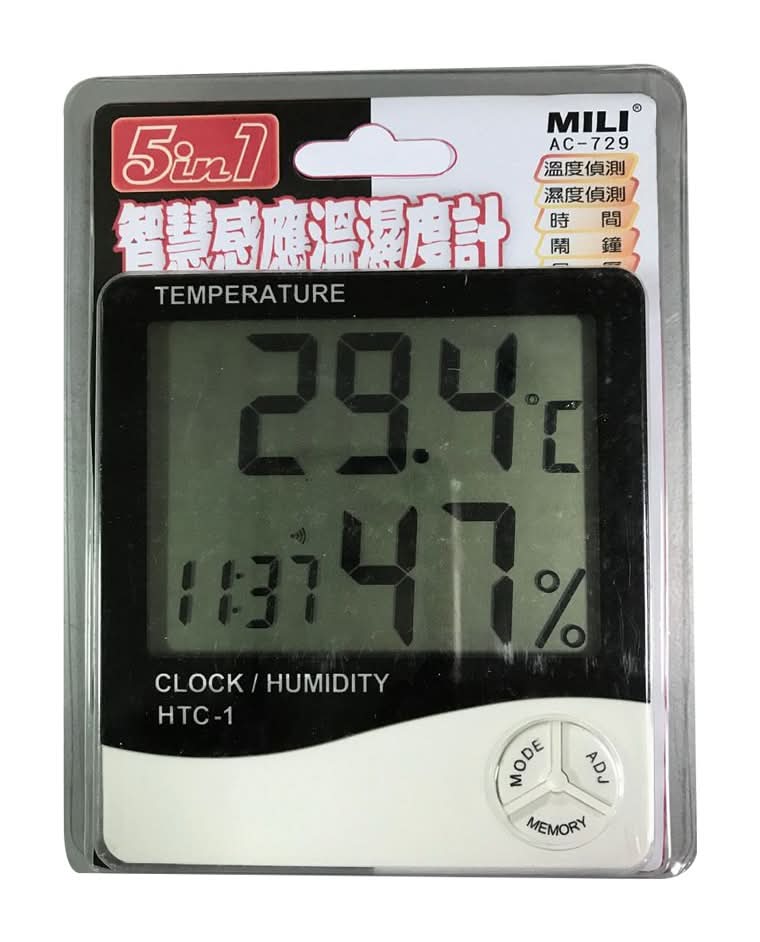 5in1
MILI®
AC-729
溫度偵測
濕度偵測
時間
鬧鐘
智慧感應溫濕度計
TEMPERATURE
29.4°C
11:37 47%
CLOCK / HUMIDITY
HTC-1
MODE
ADJ
MEMORY